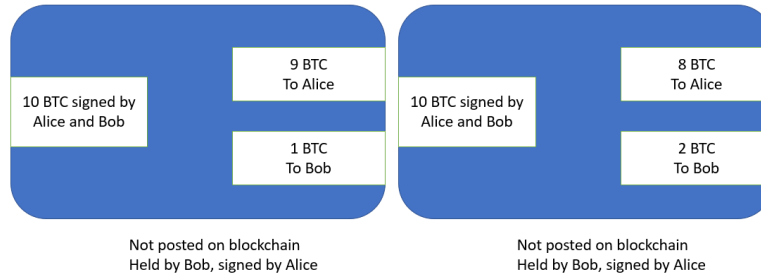 10 BTC signed by
Alice and Bob
9 BTC
To Alice
1 BTC
To Bob
Not posted on blockchain
Held by Bob, signed by Alice
10 BTC signed by
Alice and Bob
8 BTC
To Alice
2 BTC
To Bob
Not posted on blockchain
Held by Bob, signed by Alice